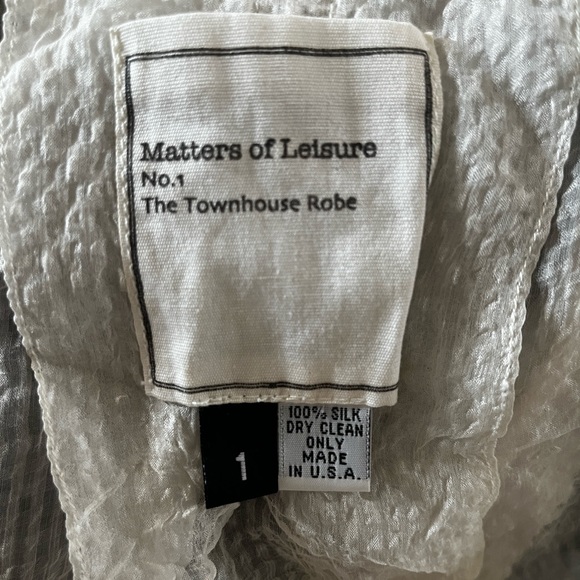 Matters of Leisure
No.1
The Townhouse Robe
1
100% SILK
DRY CLEAN
ONLY
MADE
IN U.S.A.